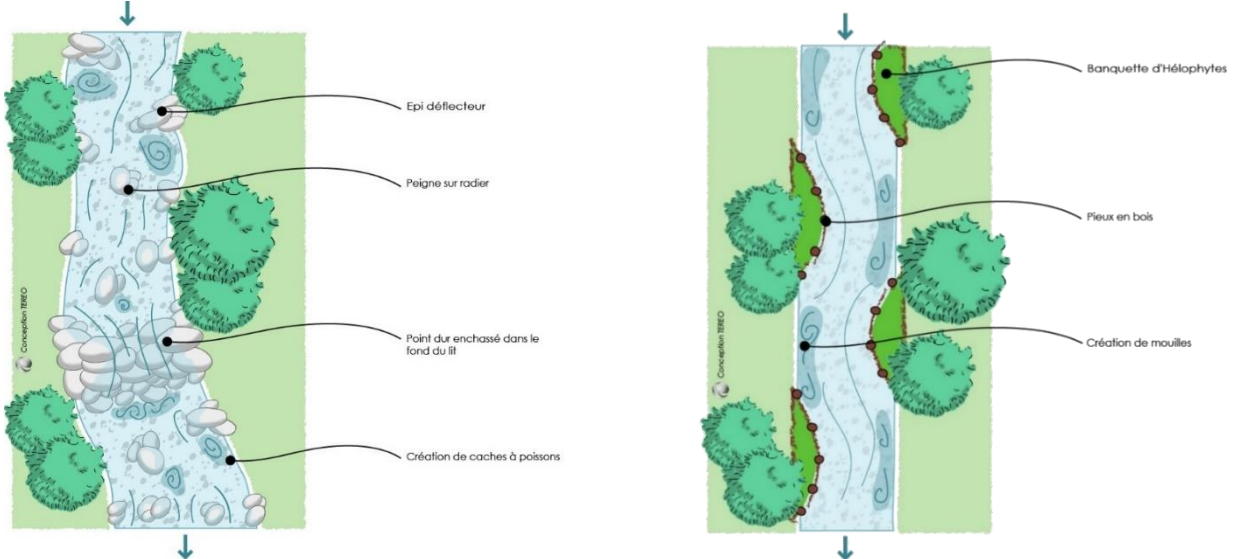 Epi déflecteur
Peigne sur radier
Point dur enchassé dans le
fond du lit
Création de caches à poissons
Conception TEREO
Banquette d'Hélophytes
Pieux en bois
Création de mouilles
Conception TEREO